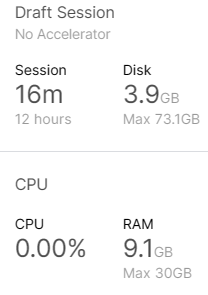 Draft Session
No Accelerator
Session Disk
16m 3.9GB
12 hours Max 73.1GB
CPU
CPU RAM
0.00% 9.1GB
Max 30GB